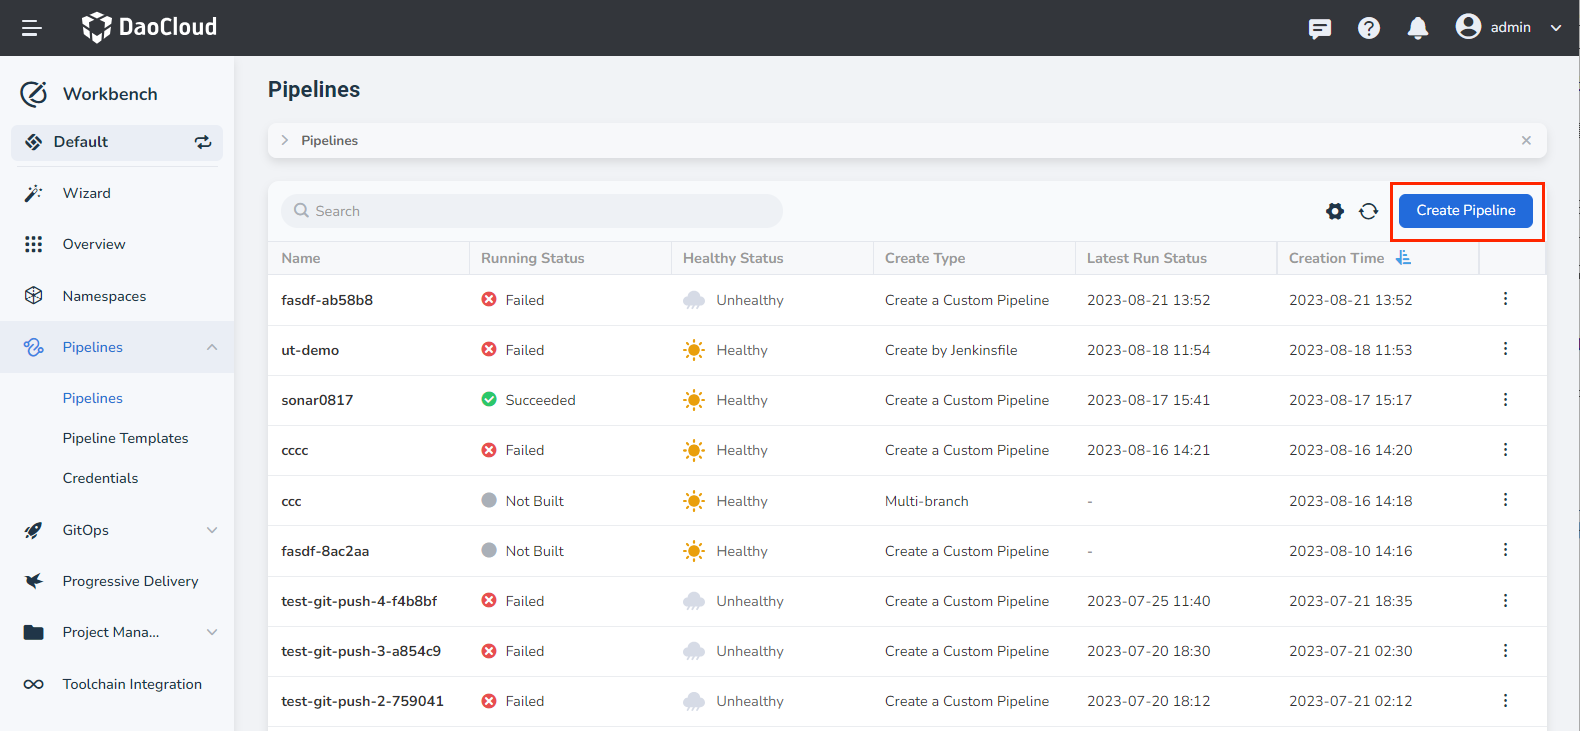 DaoCloud
admin
Workbench
Default
Wizard
Overview
Namespaces
Pipelines
Pipelines
Pipeline Templates
Credentials
GitOps
Progressive Delivery
Project Mana...
Toolchain Integration
Pipelines
Pipelines
Search
Create Pipeline
Name Running Status Healthy Status Create Type Latest Run Status Creation Time
fasdf-ab58b8 Failed Unhealthy Create a Custom Pipeline 2023-08-21 13:52 2023-08-21 13:52
ut-demo Failed Healthy Create by Jenkinsfile 2023-08-18 11:54 2023-08-18 11:53
sonar0817 Succeeded Healthy Create a Custom Pipeline 2023-08-17 15:41 2023-08-17 15:17
cccc Failed Healthy Create a Custom Pipeline 2023-08-16 14:21 2023-08-16 14:20
ccc Not Built Healthy Multi-branch - 2023-08-16 14:18
fasdf-8ac2aa Not Built Healthy Create a Custom Pipeline - 2023-08-10 14:16
test-git-push-4-f4b8bf Failed Unhealthy Create a Custom Pipeline 2023-07-25 11:40 2023-07-21 18:35
test-git-push-3-a854c9 Failed Unhealthy Create a Custom Pipeline 2023-07-20 18:30 2023-07-21 02:30
test-git-push-2-759041 Failed Unhealthy Create a Custom Pipeline 2023-07-20 18:12 2023-07-21 02:12